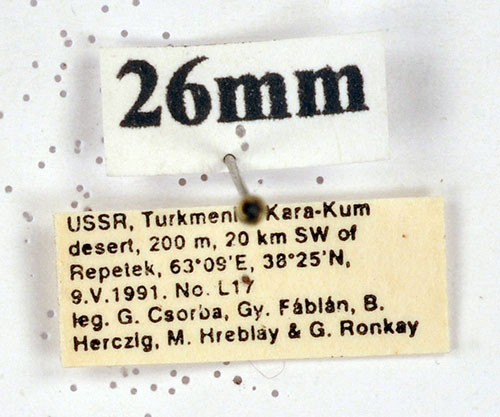 26mm
USSR, Turkmeni Kara-Kum
desert, 200 m, 20 km SW of
Repetek, 63°09'E, 38°25'N,
9.V.1991. No. L17
leg. G. Csorba, Gy. Fábián, B.
Herczig, M. Hreblay & G. Ronkay